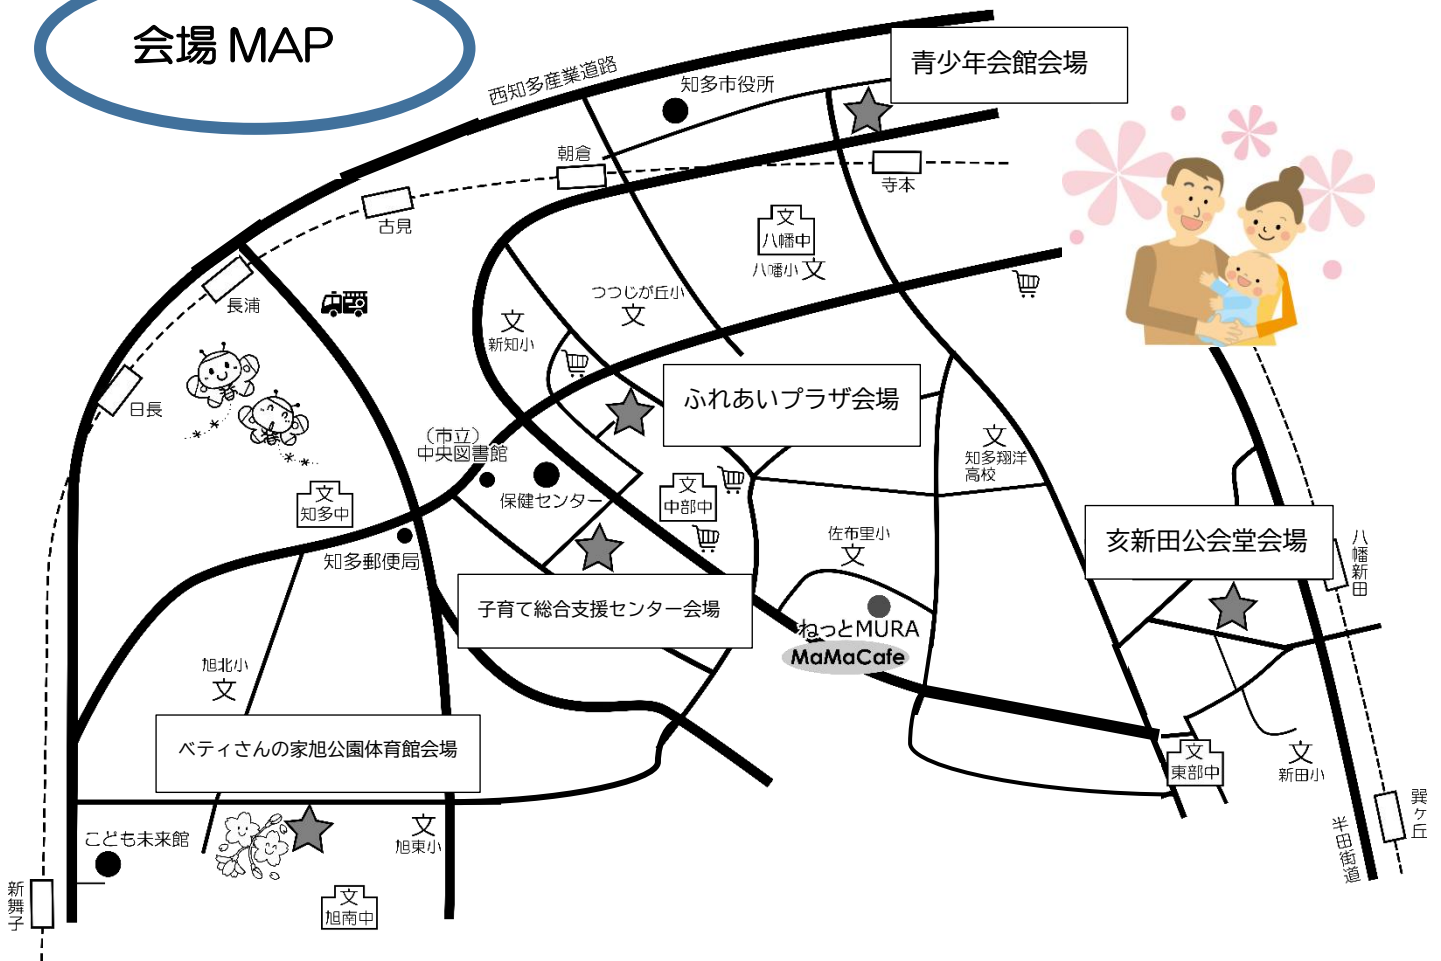 会場 MAP
西知多産業道路
知多市役所
青少年会館会場
朝倉
寺本
古見
文
八幡中
八幡小 文
長浦
つつじが丘小
文
文
新知小
日長
ふれあいプラザ会場
(市立)
中央図書館
文
知多翔洋
高校
保健センター
文
知多中
文
中部中
知多郵便局
佐布里小
文
亥新田公会堂会場
八幡新田
子育て総合支援センター会場
ねっとMURA
MaMaCafe
旭北小
文
ベティさんの家旭公園体育館会場
文
東部中
文
新田小
巽ヶ丘
半田街道
こども未来館
文
旭東小
新舞子
文
旭南中